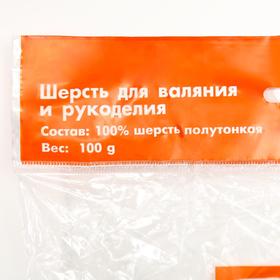 Шерсть для валяния
и рукоделия
Состав: 100% шерсть полутонкая
Вес: 100 g